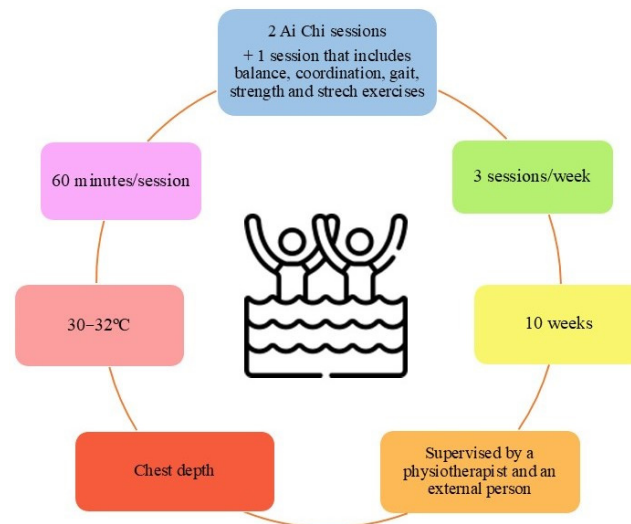 2 Ai Chi sessions
+ 1 session that includes
balance, coordination, gait,
strength and strech exercises
60 minutes/session
3 sessions/week
30–32ºC
10 weeks
Chest depth
Supervised by a
physiotherapist and an
external person